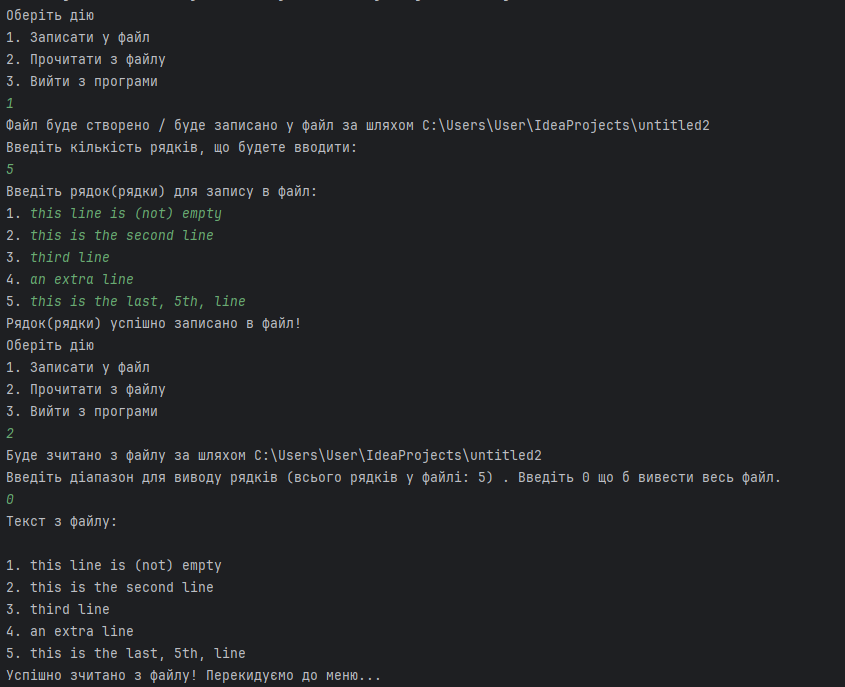 Оберіть дію
1. Записати у файл
2. Прочитати з файлу
3. Вийти з програми
1
Файл буде створено / буде записано у файл за шляхом C:\Users\User\IdeaProjects\untitled2
Введіть кількість рядків, що будете вводити:
5
Введіть рядок(рядки) для запису в файл:
1. this line is (not) empty
2. this is the second line
3. third line
4. an extra line
5. this is the last, 5th, line
Рядок(рядки) успішно записано в файл!
Оберіть дію
1. Записати у файл
2. Прочитати з файлу
3. Вийти з програми
2
Буде зчитано з файлу за шляхом C:\Users\User\IdeaProjects\untitled2
Введіть діапазон для виводу рядків (всього рядків у файлі: 5) . Введіть 0 що б вивести весь файл.
0
Текст з файлу:

1. this line is (not) empty
2. this is the second line
3. third line
4. an extra line
5. this is the last, 5th, line
Успішно зчитано з файлу! Перекидуємо до меню...